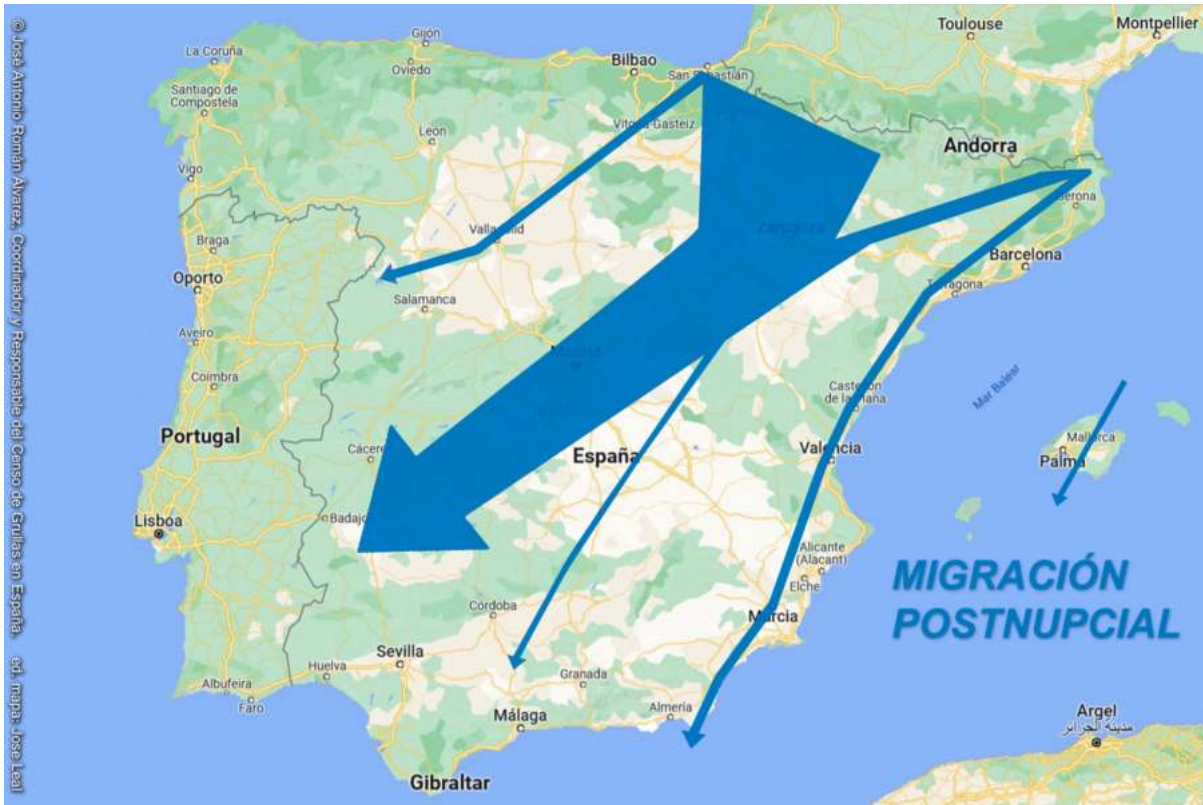 © José Antonio Román Álvarez, Coordinador y Responsable del Censo de Grullas en España ed. mapa: Jose Leal
La Coruña
Gijón
Oviedo
Bilbao
San Sebastián
Toulouse
Montpellier
Santiago de
Compostela
León
Vitoria-Gasteiz
Andorra
Vigo
Gerona
Braga
Valladolid
Zaragoza
Barcelona
Oporto
Tarragona
Salamanca
Aveiro
Madrid
Coimbra
Castellón
de la Plana
Mar Balear
Portugal
Cáceres
España
Valencia
Mallorca
Palma
Lisboa
Badajoz
Alicante
(Alacant)
Elche
MIGRACIÓN
POSTNUPCIAL
Córdoba
Murcia
Sevilla
Huelva
Granada
Albufeira
Faro
Almería
Málaga
Argel
مدينة الجزائر
Gibraltar